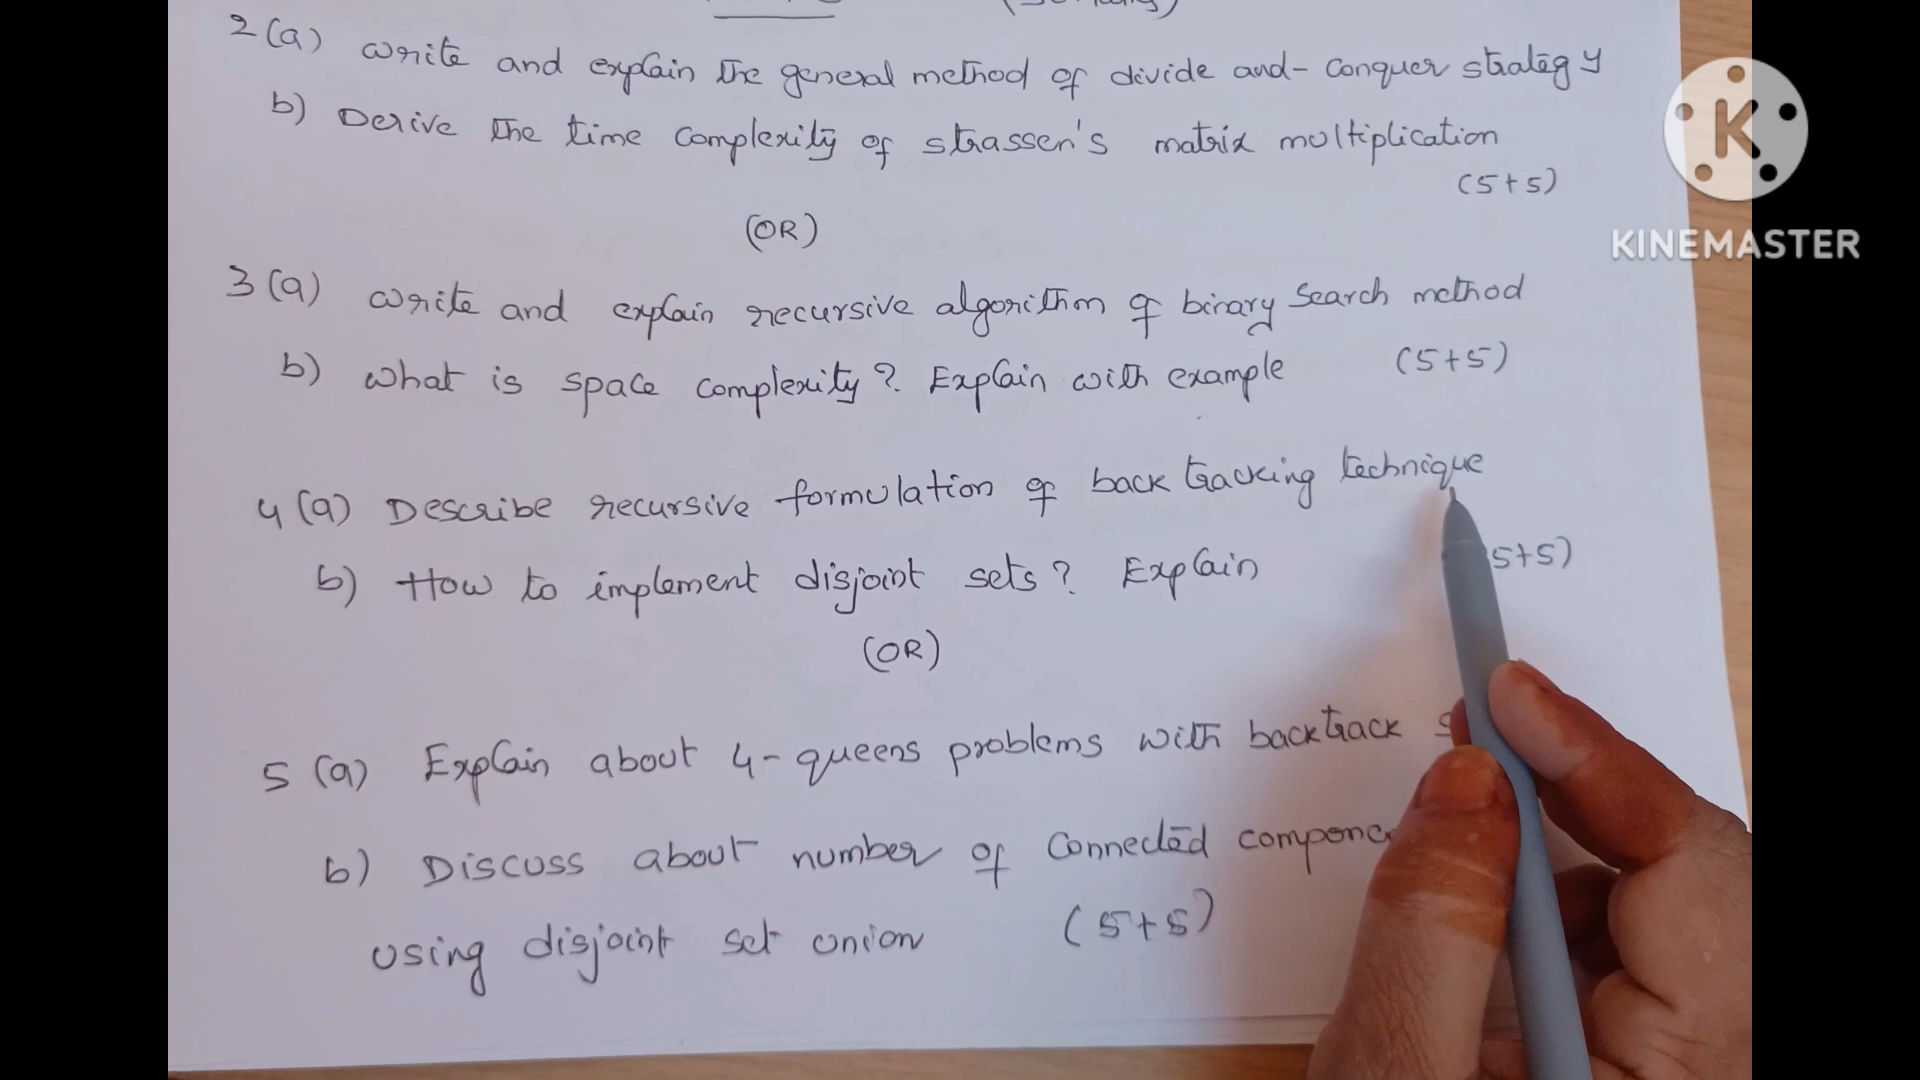 2(a) write and explain the general method of divide and- conquer strategy
b) Derive the time complexity of strassen's matrix multiplication
(5+5)
(OR)
3(a) write and explain recursive algorithm of binary Search method
b) what is space complexity? Explain with example (5+5)
4(a) Describe recursive formulation of back tracking technique
b) How to implement disjoint sets? Explain 5+5)
(OR)
5(a) Explain about 4-queens problems with backtrack
b) Discuss about number of connected
using disjoint set union (5+5)
K
KINEMASTER